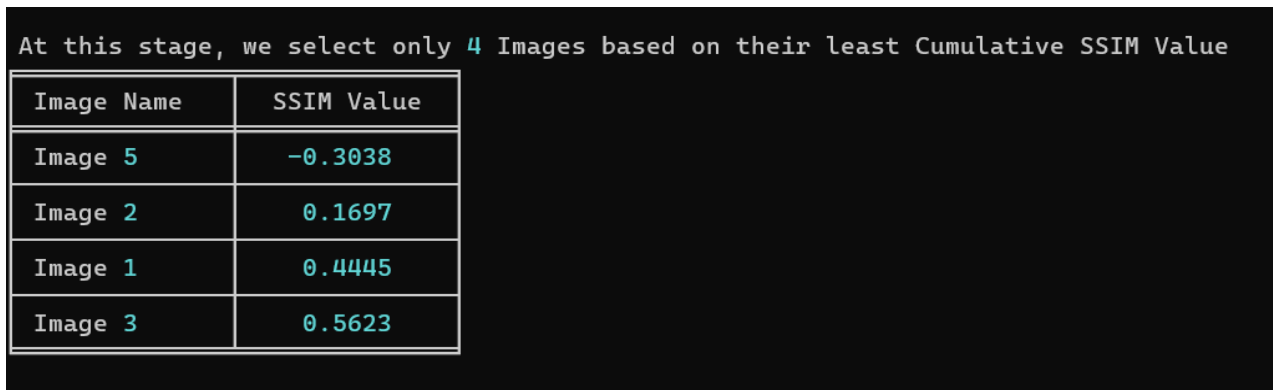 At this stage, we select only 4 Images based on their least Cumulative SSIM Value
Image Name SSIM Value
Image 5 -0.3038
Image 2 0.1697
Image 1 0.4445
Image 3 0.5623